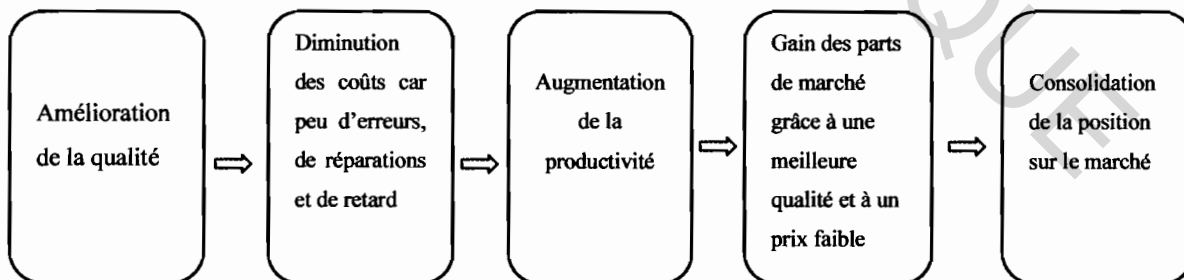 Amélioration
de la qualité
Diminution
des coûts car
peu d'erreurs,
de réparations
et de retard
Augmentation
de la
productivité
Gain des parts
de marché
grâce à une
meilleure
qualité et à un
prix faible
Consolidation
de la position
sur le marché